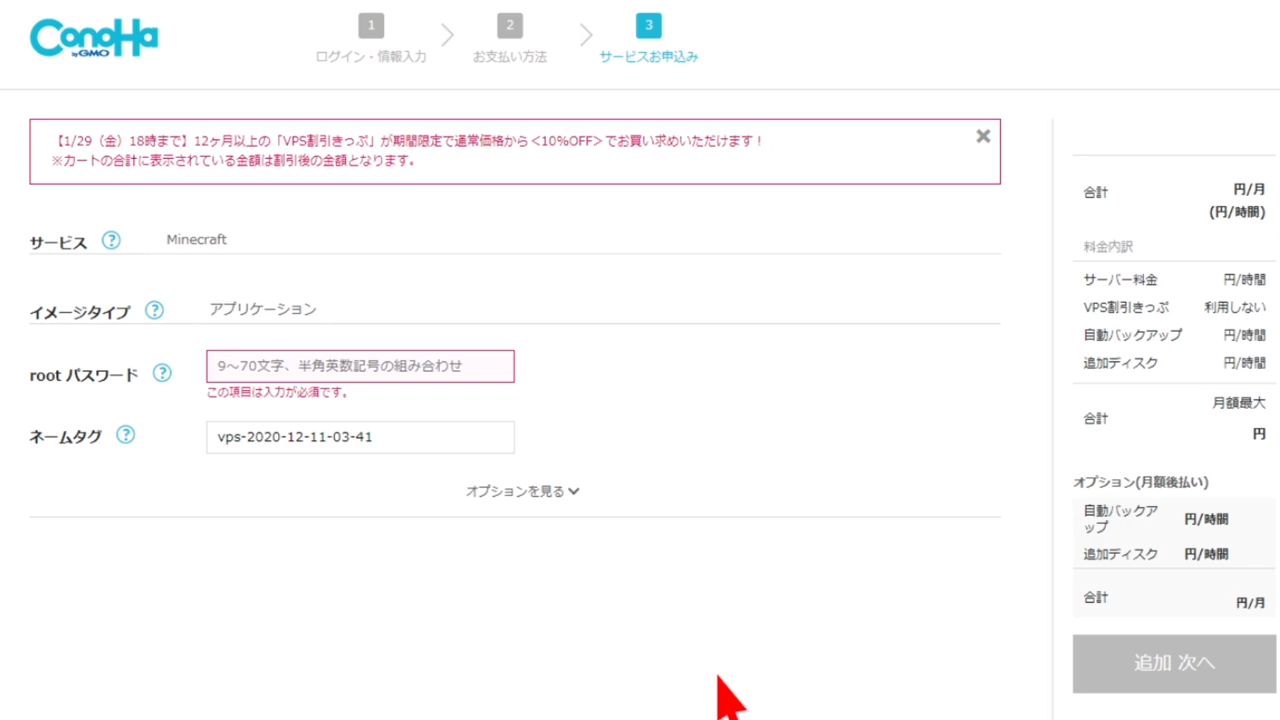 ConoHa
by GMO
1
ログイン・情報入力
2
お支払い方法
3
サービスお申込み
【1/29（金）18時まで】12ヶ月以上の「VPS割引きっぷ」が期間限定で通常価格から<10%OFF>でお買い求めいただけます！
※カートの合計に表示されている金額は割引後の金額となります。
サービス ?
Minecraft
イメージタイプ ?
アプリケーション
root パスワード ?
9～70文字、半角英数記号の組み合わせ
この項目は入力が必須です。
ネームタグ ?
vps-2020-12-11-03-41
オプションを見る
合計 円/月
(円/時間)
料金内訳
サーバー料金 円/時間
VPS割引きっぷ 利用しない
自動バックアップ 円/時間
追加ディスク 円/時間
合計 月額最大
円
オプション(月額後払い)
自動バックア
ップ 円/時間
追加ディスク 円/時間
合計 円/月
追加 次へ